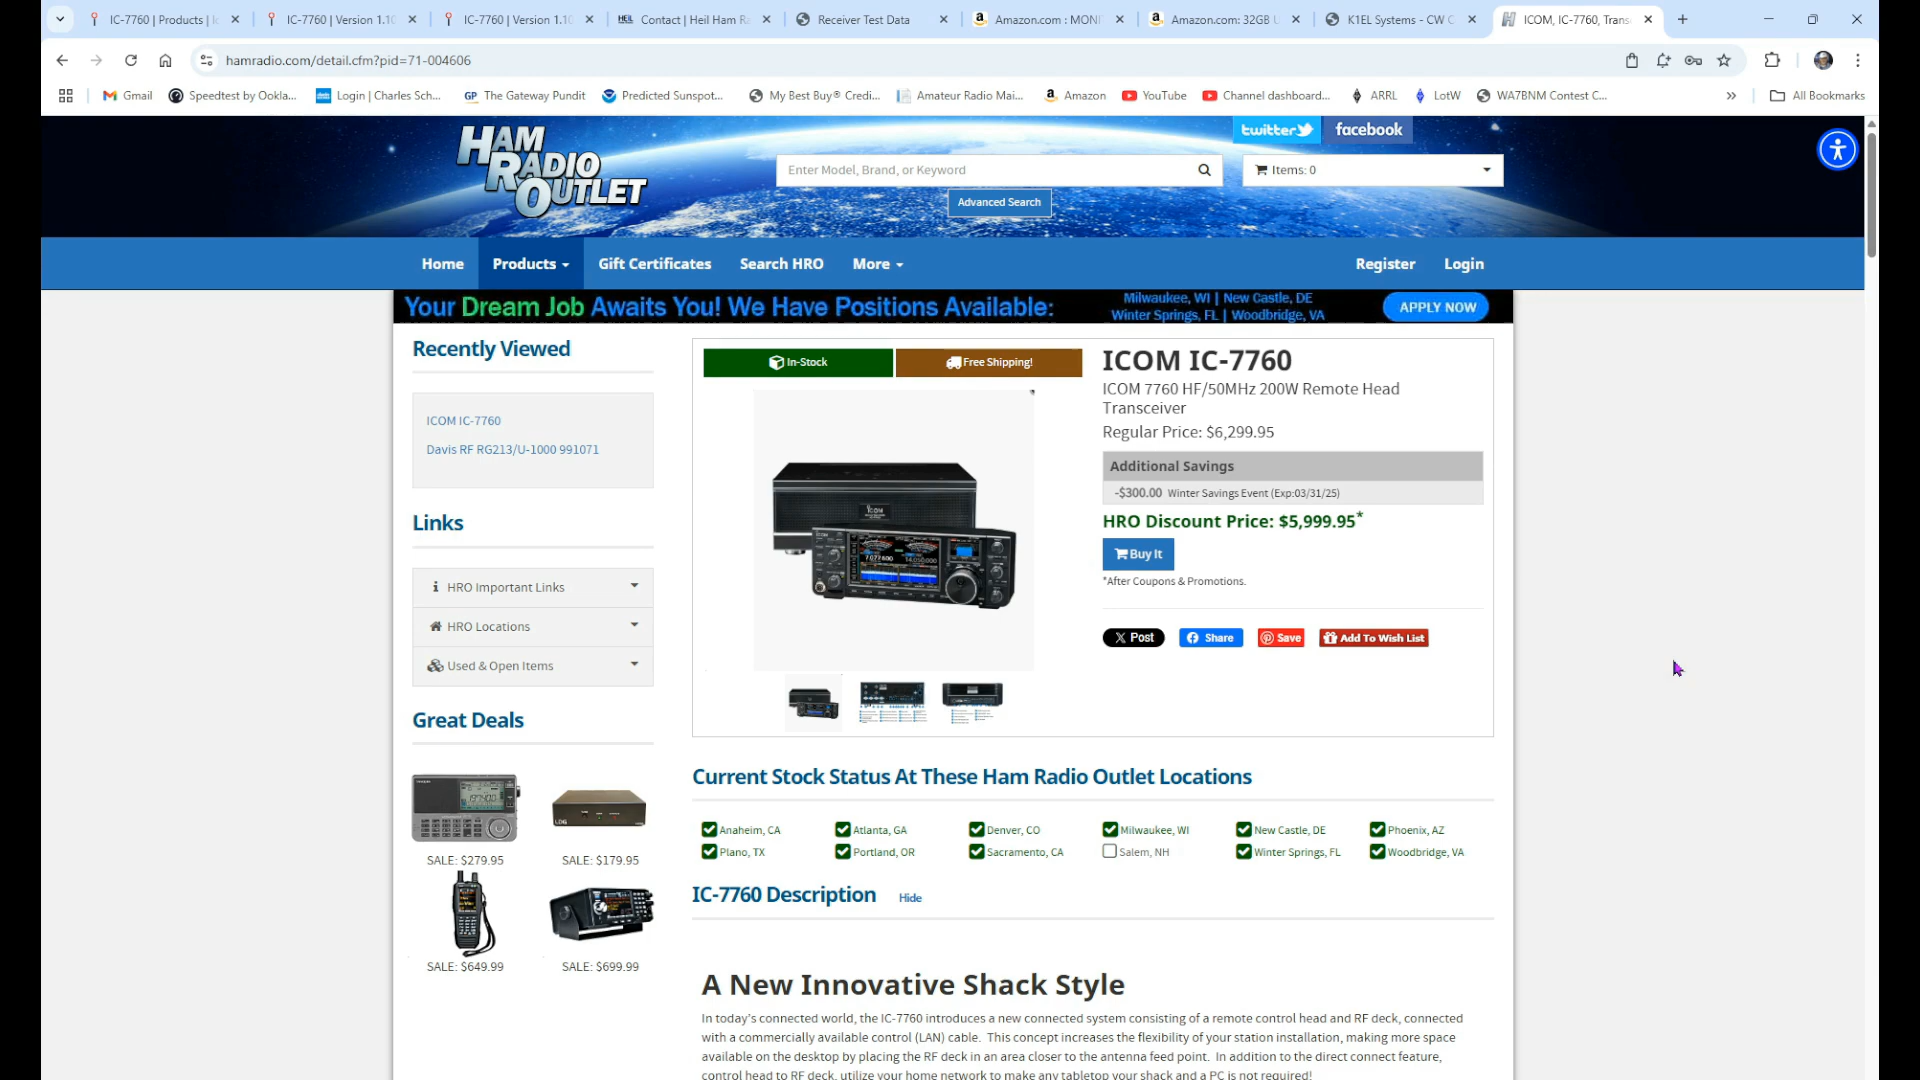 IC-7760 | Products | Ic
IC-7760 | Version 1.10
IC-7760 | Version 1.10
HEIL Contact | Heil Ham Ra
Receiver Test Data
Amazon.com : MONI
Amazon.com: 32GB U
K1EL Systems - CW C
ICOM, IC-7760, Trans
hamradio.com/detail.cfm?pid=71-004606
Gmail
Speedtest by Ookla...
Login | Charles Sch...
GP The Gateway Pundit
Predicted Sunspot...
My Best Buy® Credi...
Amateur Radio Mai...
Amazon
YouTube
Channel dashboard...
ARRL
LotW
WA7BNM Contest C...
All Bookmarks
HAM RADIO OUTLET
twitter
facebook
Enter Model, Brand, or Keyword
Items: 0
Advanced Search
Home
Products
Gift Certificates
Search HRO
More
Register
Login
Your Dream Job Awaits You! We Have Positions Available:
Milwaukee, WI | New Castle, DE
Winter Springs, FL | Woodbridge, VA
APPLY NOW
Recently Viewed
ICOM IC-7760
Davis RF RG213/U-1000 991071
Links
HRO Important Links
HRO Locations
Used & Open Items
Great Deals
SALE: $279.95
SALE: $179.95
SALE: $649.99
SALE: $699.99
In-Stock
Free Shipping!
ICOM
7.077.600
14.050.000
ICOM IC-7760
ICOM 7760 HF/50MHz 200W Remote Head
Transceiver
Regular Price: $6,299.95
Additional Savings
-$300.00 Winter Savings Event (Exp:03/31/25)
HRO Discount Price: $5,999.95*
Buy It
*After Coupons & Promotions.
X Post
Share
Save
Add To Wish List
Current Stock Status At These Ham Radio Outlet Locations
Anaheim, CA
Atlanta, GA
Denver, CO
Milwaukee, WI
New Castle, DE
Phoenix, AZ
Plano, TX
Portland, OR
Sacramento, CA
Salem, NH
Winter Springs, FL
Woodbridge, VA
IC-7760 Description Hide
A New Innovative Shack Style
In today's connected world, the IC-7760 introduces a new connected system consisting of a remote control head and RF deck, connected
with a commercially available control (LAN) cable. This concept increases the flexibility of your station installation, making more space
available on the desktop by placing the RF deck in an area closer to the antenna feed point. In addition to the direct connect feature,
control head to RF deck, utilize your home network to make any tabletop your shack and a PC is not required!